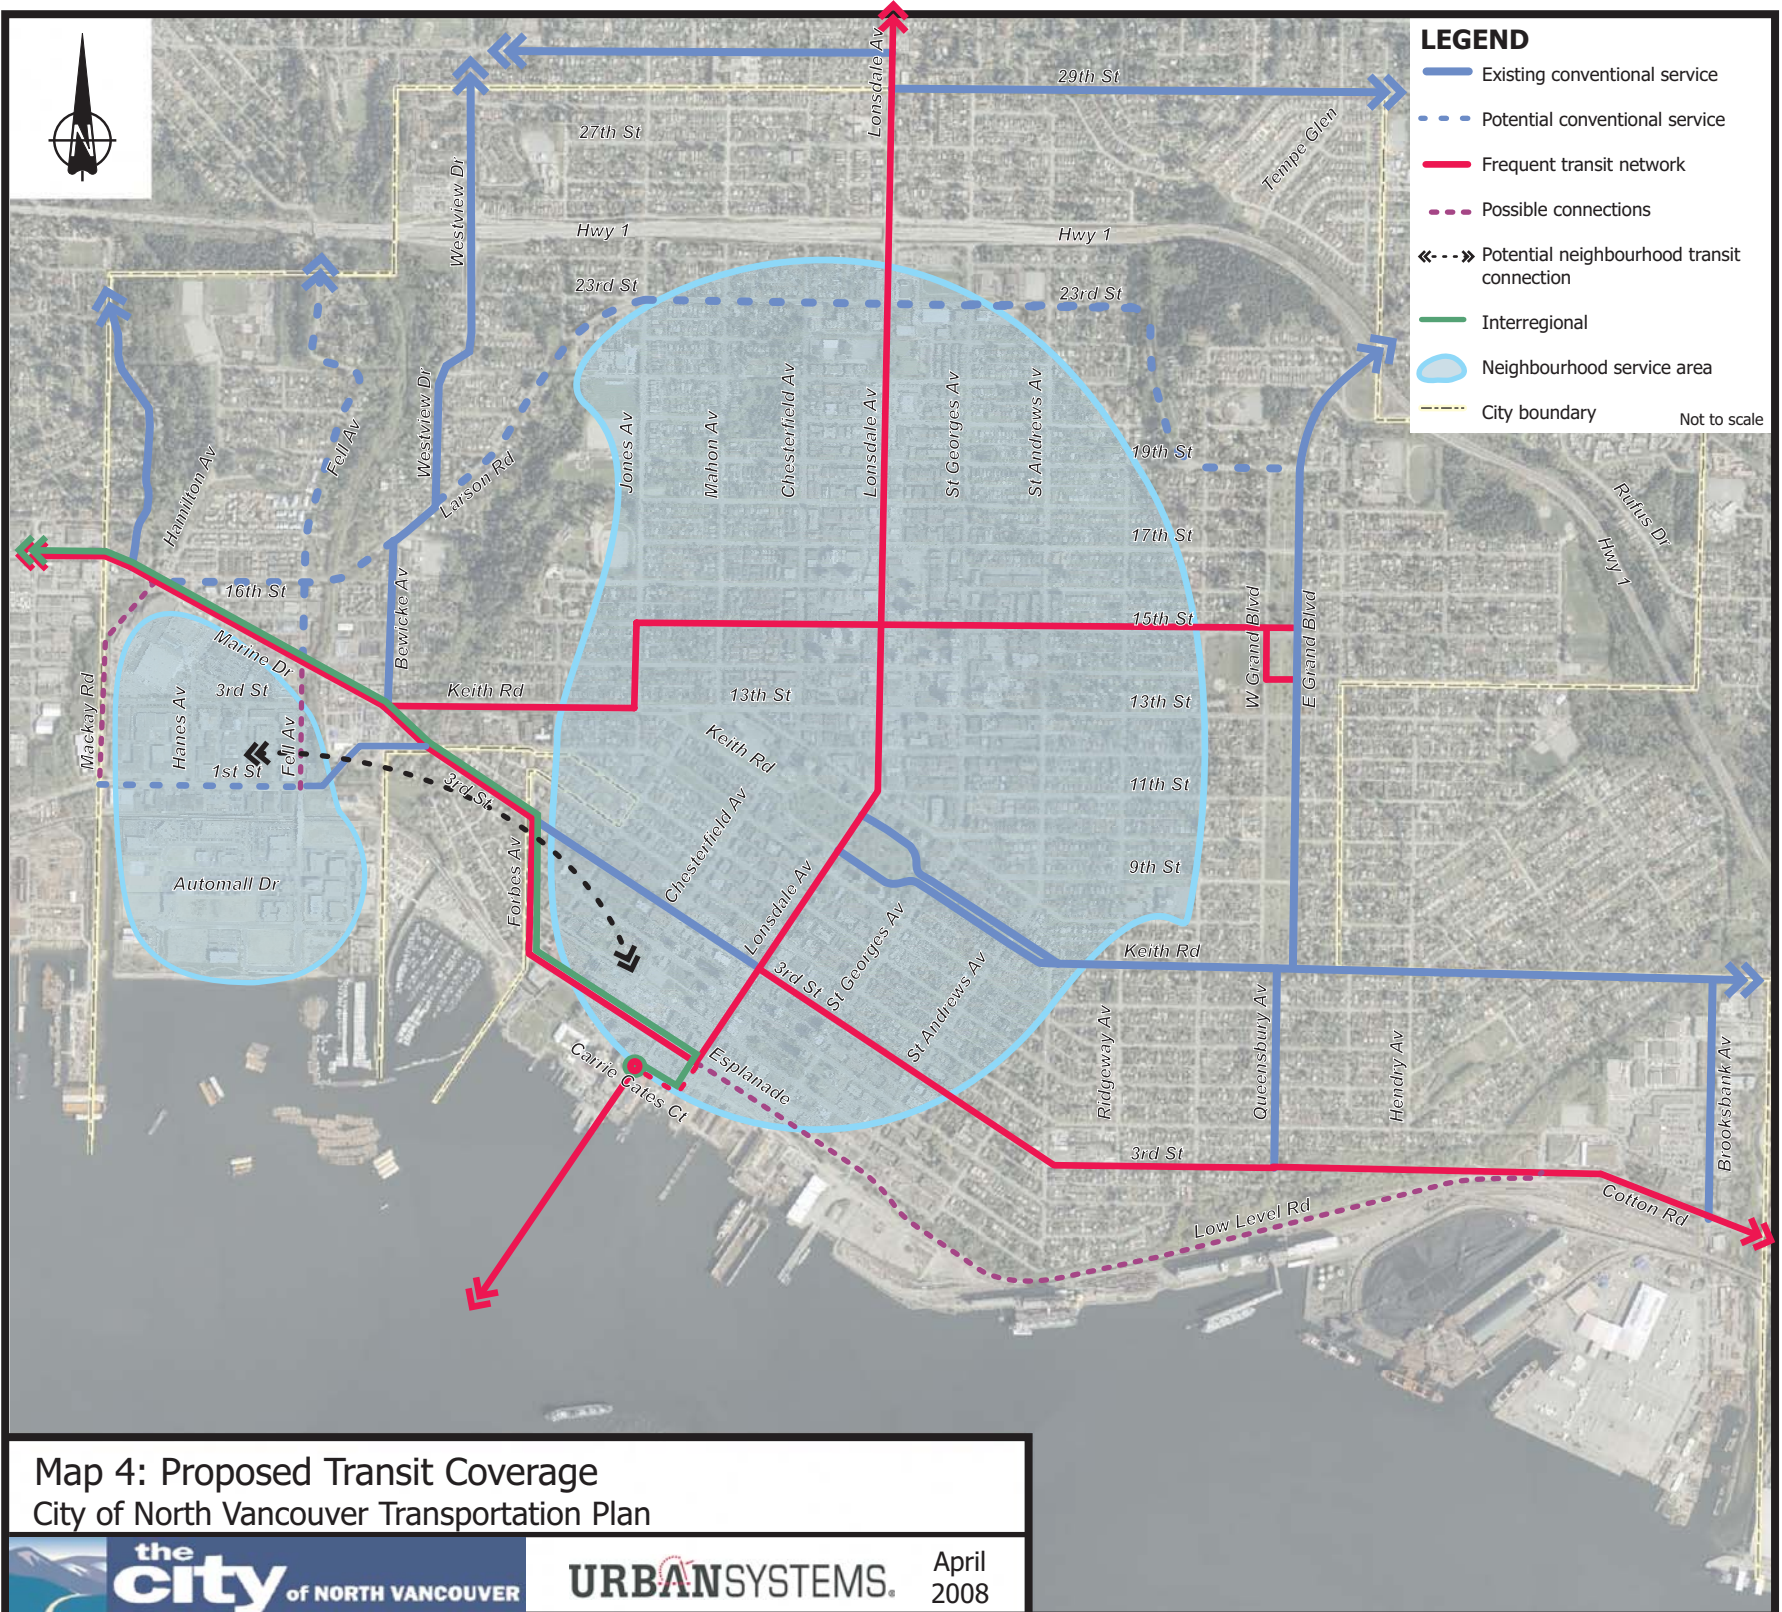 LEGEND
Existing conventional service
Potential conventional service
Frequent transit network
Possible connections
Potential neighbourhood transit
connection
Interregional
Neighbourhood service area
City boundary
Not to scale
N
Lonsdale Av
29th St
27th St
Tempe Glen
Westview Dr
Hwy 1
Hwy 1
23rd St
23rd St
Hamilton Av
Fell Av
Westview Dr
Larson Rd
Jones Av
Mahon Av
Chesterfield Av
Lonsdale Av
St Georges Av
St Andrews Av
19th St
Rufus Dr
Hwy 1
17th St
16th St
Bewicke Av
Marine Dr
15th St
W Grand Blvd
E Grand Blvd
Mackay Rd
Hanes Av
3rd St
Fell Av
1st St
Keith Rd
13th St
13th St
Keith Rd
11th St
3rd St
Chesterfield Av
Forbes Av
9th St
Automall Dr
Lonsdale Av
St Georges Av
Keith Rd
3rd St
St Andrews Av
Ridgeway Av
Queensbury Av
Hendry Av
Brooksbank Av
Carrie Cates Ct
Esplanade
3rd St
Low Level Rd
Cotton Rd
Map 4: Proposed Transit Coverage
City of North Vancouver Transportation Plan
the
city
of NORTH VANCOUVER
URBANSYSTEMS.
April
2008